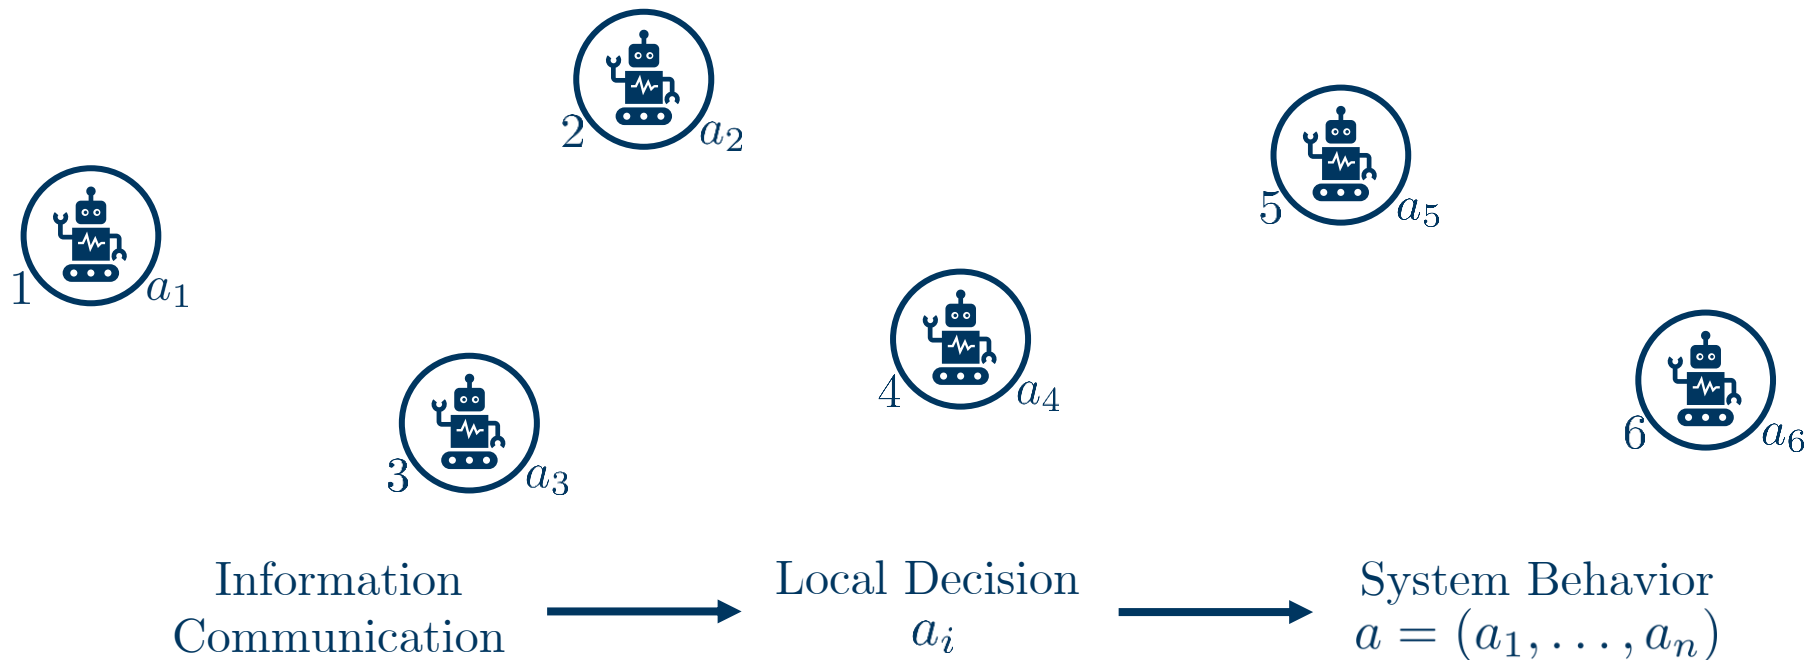 2 a₂
5 a₅
1 a₁
4 a₄
6 a₆
3 a₃
Information
Communication
Local Decision
aᵢ
System Behavior
a = (a₁, . . . , aₙ)